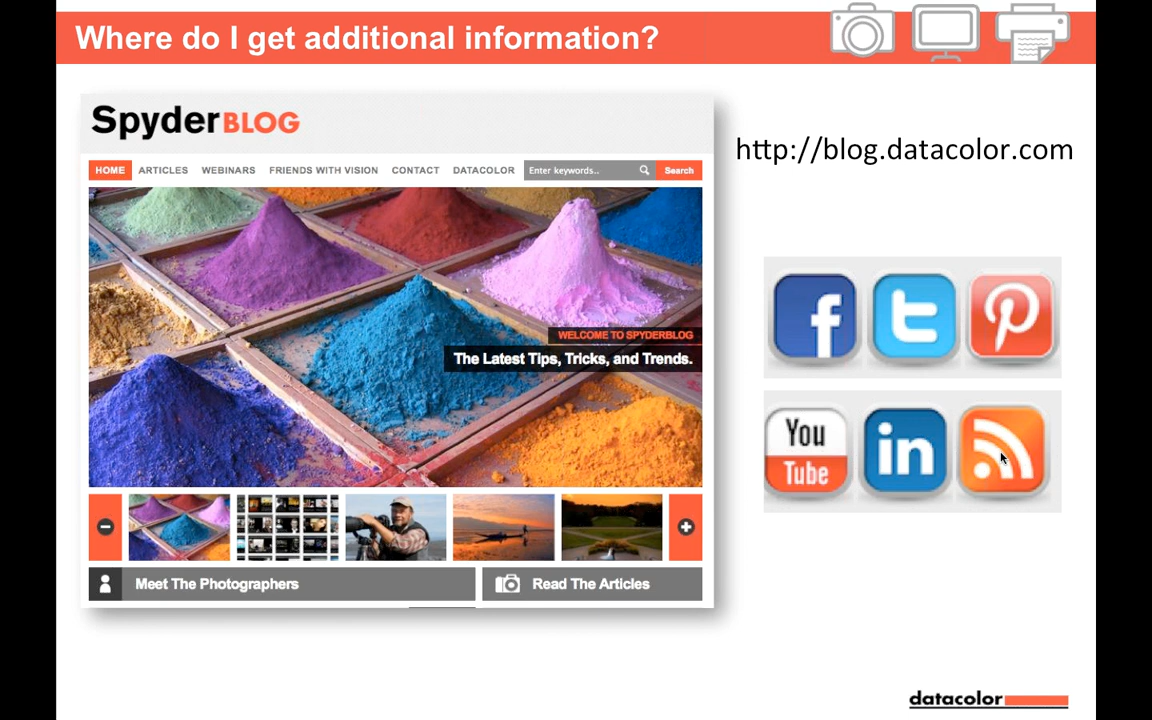 Where do I get additional information?
SpyderBLOG
HOME ARTICLES WEBINARS FRIENDS WITH VISION CONTACT DATACOLOR Enter keywords.. Search
WELCOME TO SPYDERBLOG
The Latest Tips, Tricks, and Trends.
Meet The Photographers
Read The Articles
http://blog.datacolor.com
f t P
You
Tube
in
datacolor